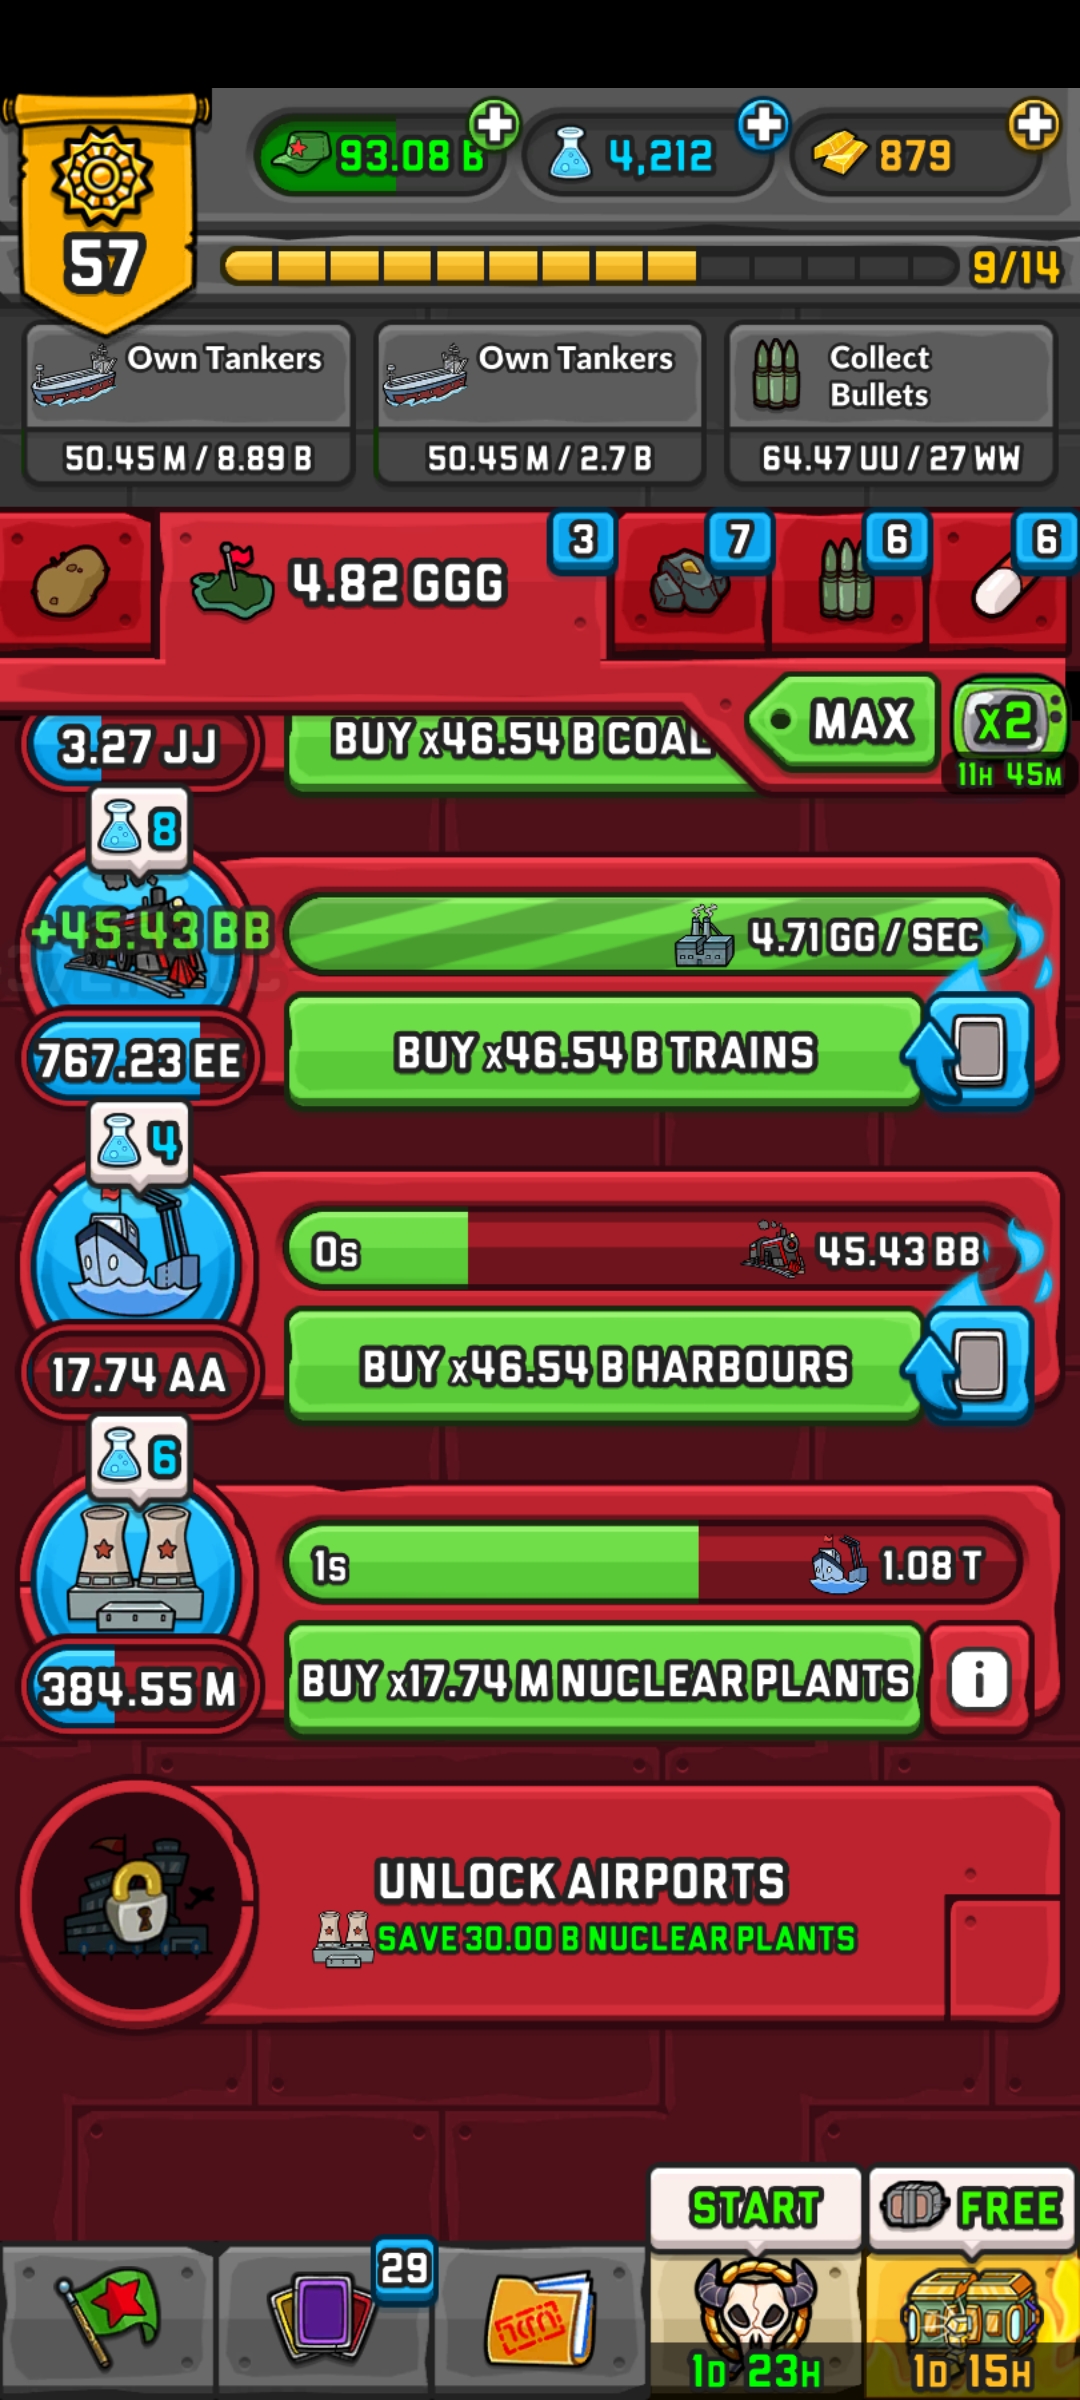 93.08 B
4,212
879
57
9/14
Own Tankers
50.45 M / 8.89 B
Own Tankers
50.45 M / 2.7 B
Collect
Bullets
64.47 UU / 27 WW
4.82 GGG
3
7
6
6
3.27 JJ
BUY x46.54 B COAL
MAX
x2
11H 45M
8
+45.43 BB
4.71 GG / SEC
767.23 EE
BUY x46.54 B TRAINS
4
0s
45.43 BB
17.74 AA
BUY x46.54 B HARBOURS
6
1s
1.08 T
384.55 M
BUY x17.74 M NUCLEAR PLANTS
i
UNLOCK AIRPORTS
SAVE 30.00 B NUCLEAR PLANTS
29
START
1D 23H
FREE
1D 15H